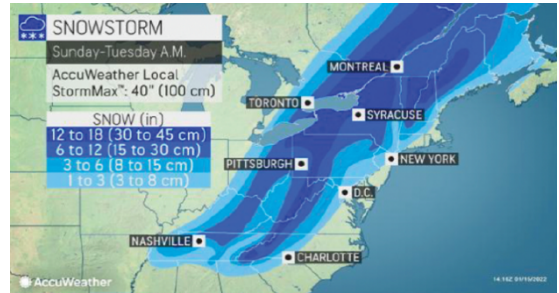 SNOWSTORM
Sunday-Tuesday A.M.
AccuWeather Local
StormMax™: 40" (100 cm)
SNOW (in)
12 to 18 (30 to 45 cm)
6 to 12 (15 to 30 cm)
3 to 6 (8 to 15 cm)
1 to 3 (3 to 8 cm)
MONTREAL
TORONTO
SYRACUSE
PITTSBURGH
NEW YORK
D.C.
NASHVILLE
CHARLOTTE
AccuWeather